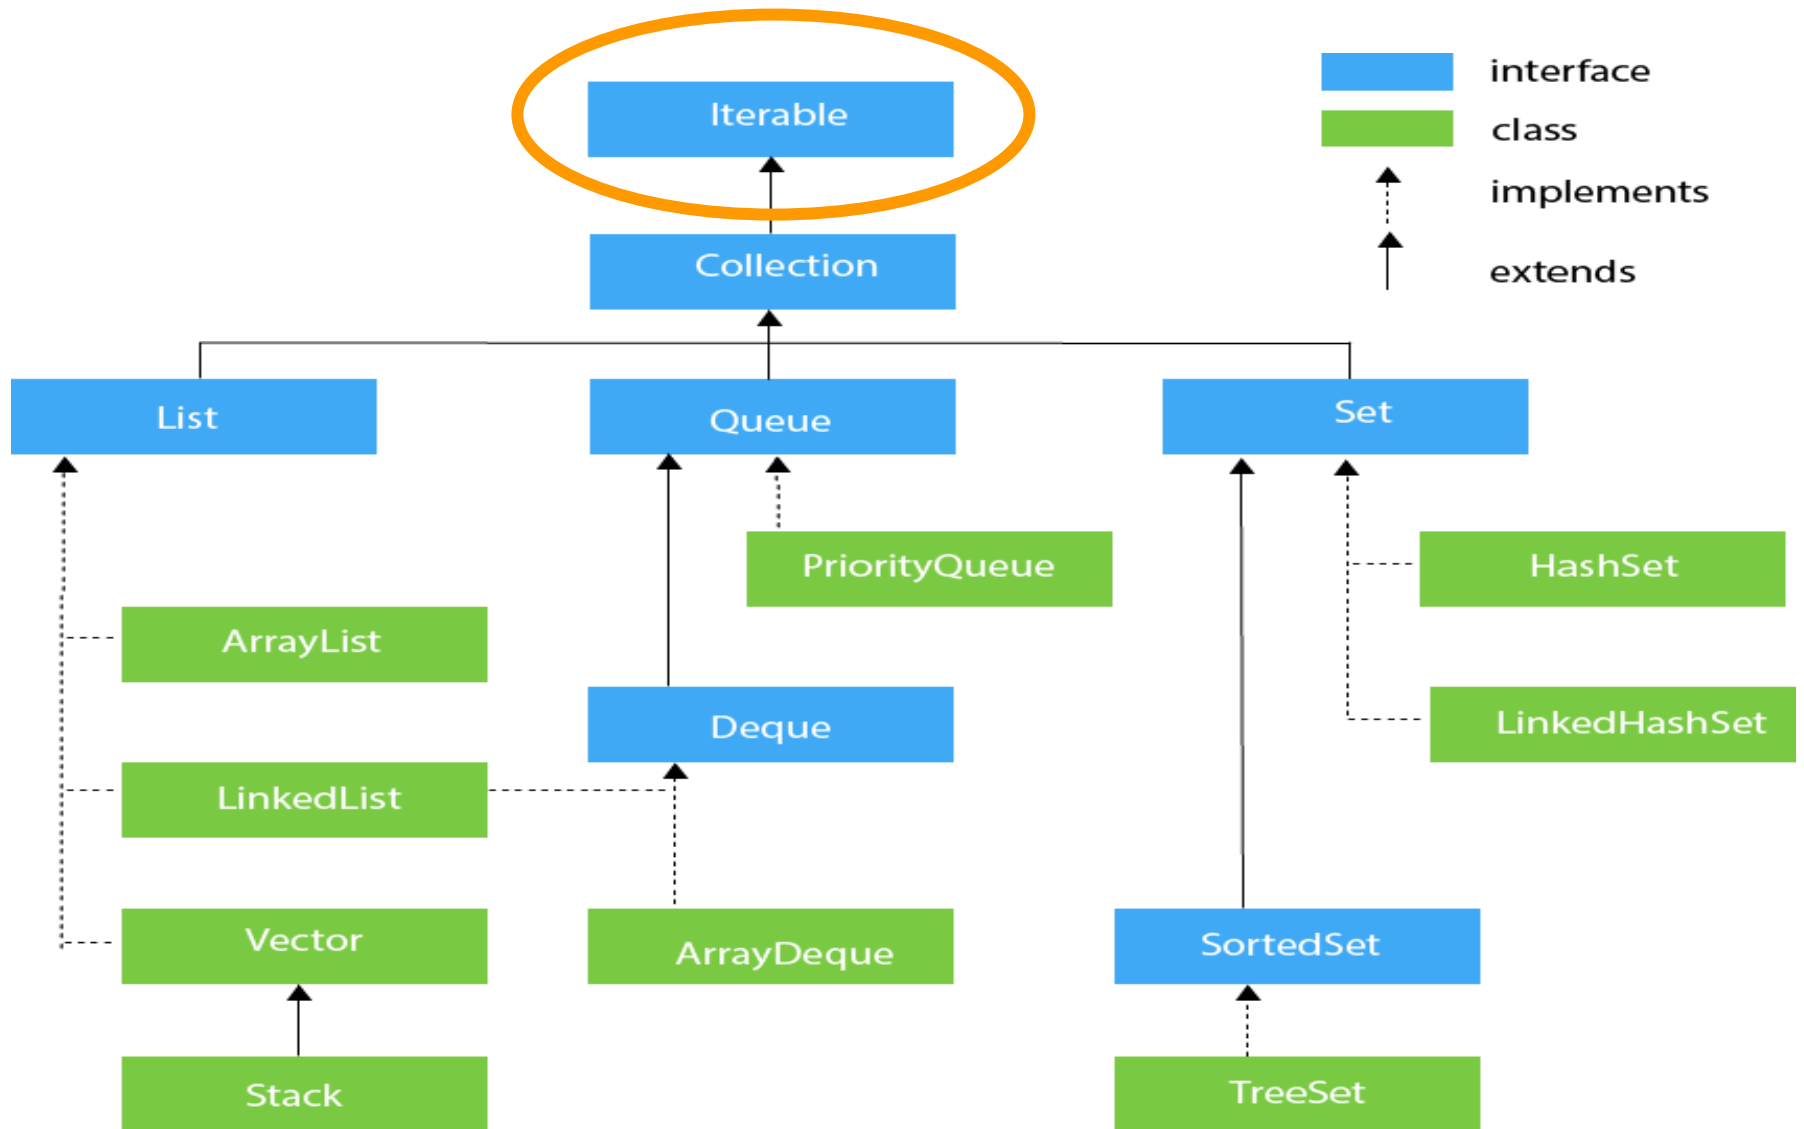 Iterable
interface
class
implements
extends
Collection
List
Queue
Set
PriorityQueue
HashSet
ArrayList
Deque
LinkedHashSet
LinkedList
Vector
ArrayDeque
SortedSet
Stack
TreeSet